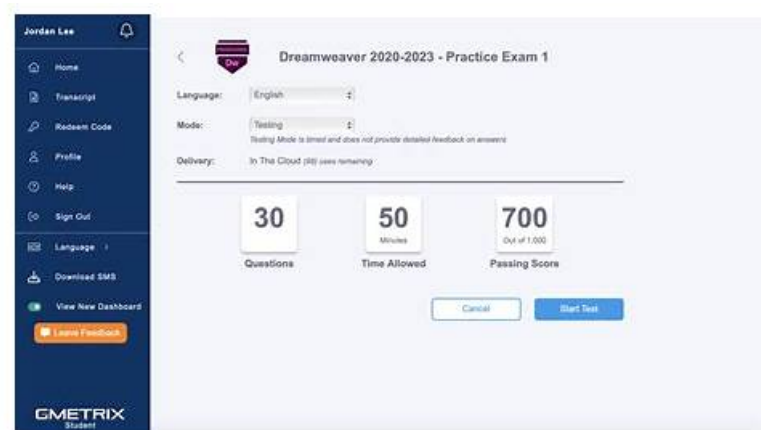 Jordan Lee
Home
Transcript
Redeem Code
Profile
Help
Sign Out
Language
Download SMS
View New Dashboard
Leave Feedback
GMETRIX
Student
Dw
Dreamweaver 2020-2023 - Practice Exam 1
Language: English
Mode: Testing
Testing Mode is timed and does not provide detailed feedback on answers
Delivery: In The Cloud uses remaining
30
Questions
50
Minutes
Time Allowed
700
Out of 1,000
Passing Score
Cancel
Start Test